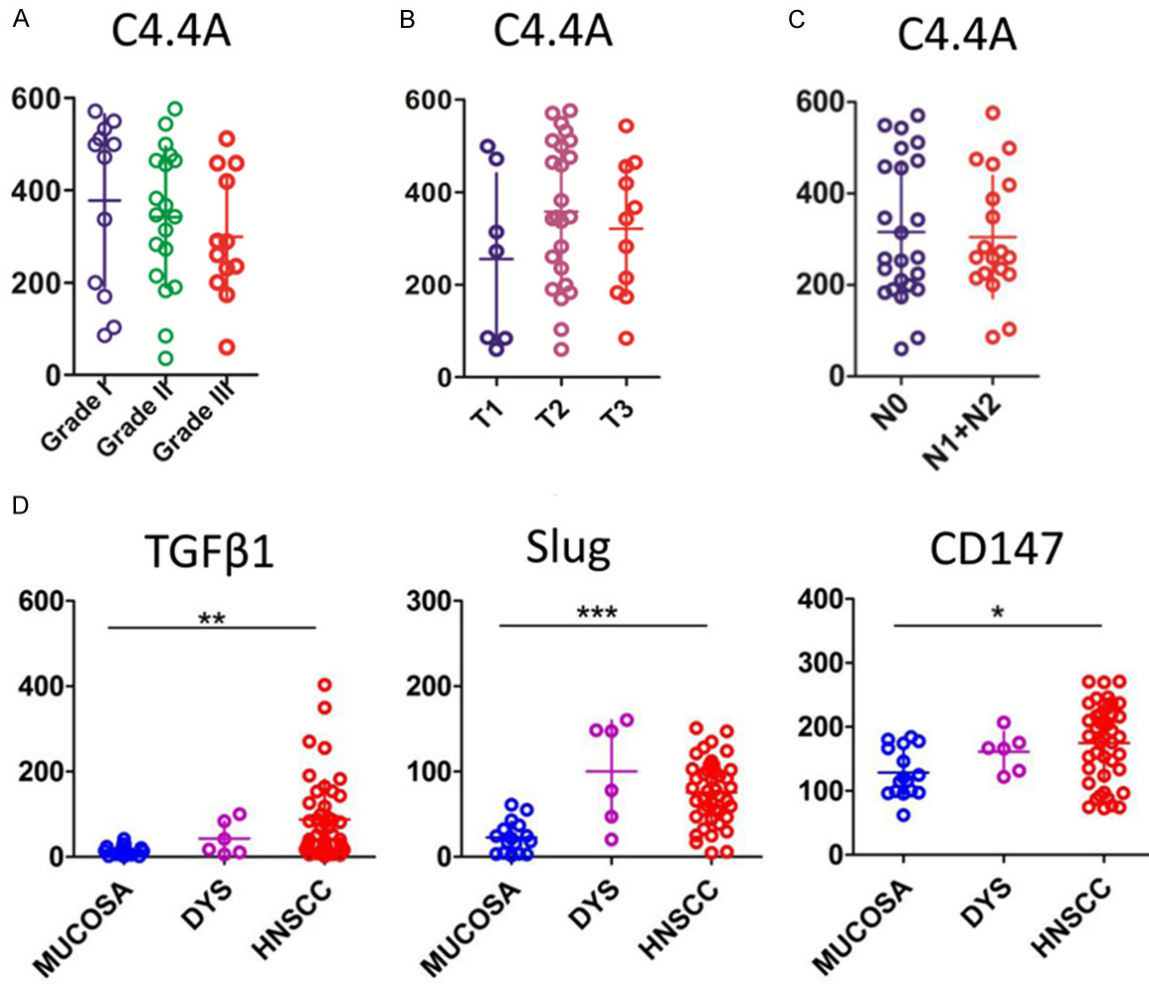 A
C4.4A
600
400
200
0
Grade I
Grade II
Grade III
B
C4.4A
600
400
200
0
T1
T2
T3
C
C4.4A
600
400
200
0
N0
N1+N2
D
TGFβ1
600
400
200
0
**
MUCOSA
DYS
HNSCC
Slug
300
200
100
0
***
MUCOSA
DYS
HNSCC
CD147
400
300
200
100
0
*
MUCOSA
DYS
HNSCC